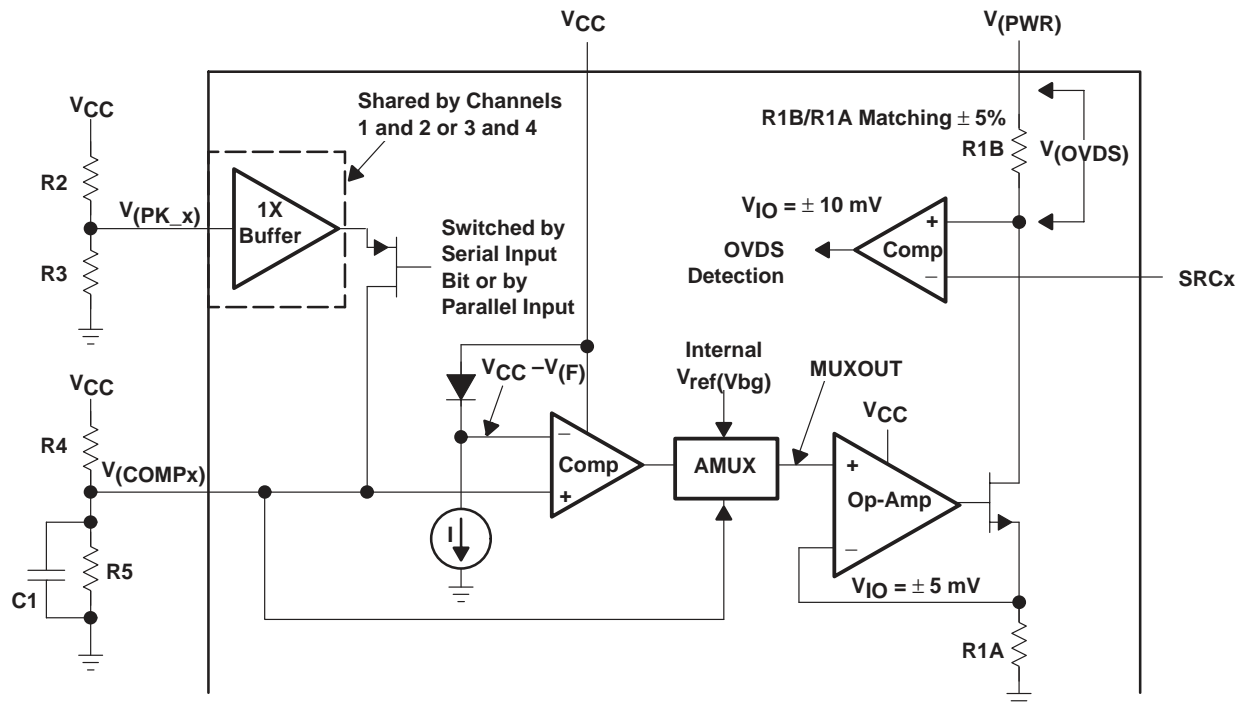 VCC
V(PWR)
VCC
Shared by Channels
1 and 2 or 3 and 4
R1B/R1A Matching ± 5%
R1B
V(OVDS)
R2
V(PK_x)
1X
Buffer
R3
Switched by
Serial Input
Bit or by
Parallel Input
VIO = ± 10 mV
+
Comp
–
OVDS
Detection
SRCx
VCC
R4
V(COMPx)
R5
C1
VCC –V(F)
–
Comp
+
I
Internal
Vref(Vbg)
AMUX
MUXOUT
VCC
+
Op-Amp
–
VIO = ± 5 mV
R1A